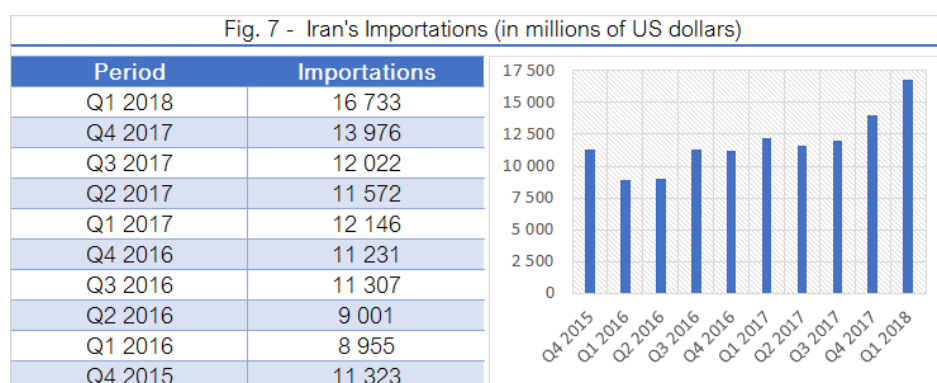 Fig. 7 - Iran's Importations (in millions of US dollars)
Period Importations
Q1 2018 16 733
Q4 2017 13 976
Q3 2017 12 022
Q2 2017 11 572
Q1 2017 12 146
Q4 2016 11 231
Q3 2016 11 307
Q2 2016 9 001
Q1 2016 8 955
Q4 2015 11 323
17 500
15 000
12 500
10 000
7 500
5 000
2 500
0
Q4 2015 Q1 2016 Q2 2016 Q3 2016 Q4 2016 Q1 2017 Q2 2017 Q3 2017 Q4 2017 Q1 2018